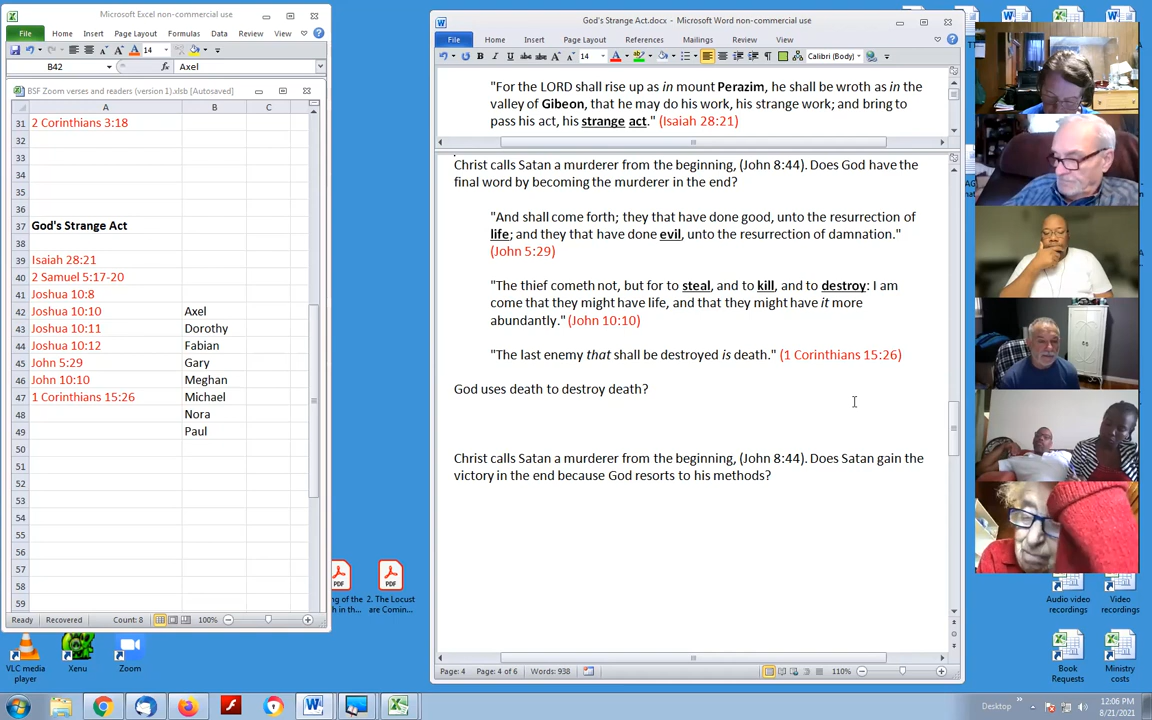 Microsoft Excel non-commercial use
File Home Insert Page Layout Formulas Data Review View
14
B42 fx Axel
BSF Zoom verses and readers (version 1).xlsb [Autosaved]
A B C
31 2 Corinthians 3:18
32
33
34
35
36
37 God's Strange Act
38
39 Isaiah 28:21
40 2 Samuel 5:17-20
41 Joshua 10:8
42 Joshua 10:10 Axel
43 Joshua 10:11 Dorothy
44 Joshua 10:12 Fabian
45 John 5:29 Gary
46 John 10:10 Meghan
47 1 Corinthians 15:26 Michael
48 Nora
49 Paul
50
51
52
53
54
55
56
57
58
59
Ready Recovered Count: 8 100%
God's Strange Act.docx - Microsoft Word non-commercial use
File Home Insert Page Layout References Mailings Review View
14 Calibri (Body)
"For the LORD shall rise up as in mount Perazim, he shall be wroth as in the
valley of Gibeon, that he may do his work, his strange work; and bring to
pass his act, his strange act." (Isaiah 28:21)
Christ calls Satan a murderer from the beginning, (John 8:44). Does God have the
final word by becoming the murderer in the end?
"And shall come forth; they that have done good, unto the resurrection of
life; and they that have done evil, unto the resurrection of damnation."
(John 5:29)
"The thief cometh not, but for to steal, and to kill, and to destroy: I am
come that they might have life, and that they might have it more
abundantly." (John 10:10)
"The last enemy that shall be destroyed is death." (1 Corinthians 15:26)
God uses death to destroy death?
Christ calls Satan a murderer from the beginning, (John 8:44). Does Satan gain the
victory in the end because God resorts to his methods?
Page: 4 Page: 4 of 6 Words: 938 110%
PDF
PDF
2. The Locust
are Comin...
VLC media
player
Xenu
Zoom
Audio video
recordings
Video
recordings
Book
Requests
Ministry
costs
Desktop
12:06 PM
8/21/2021